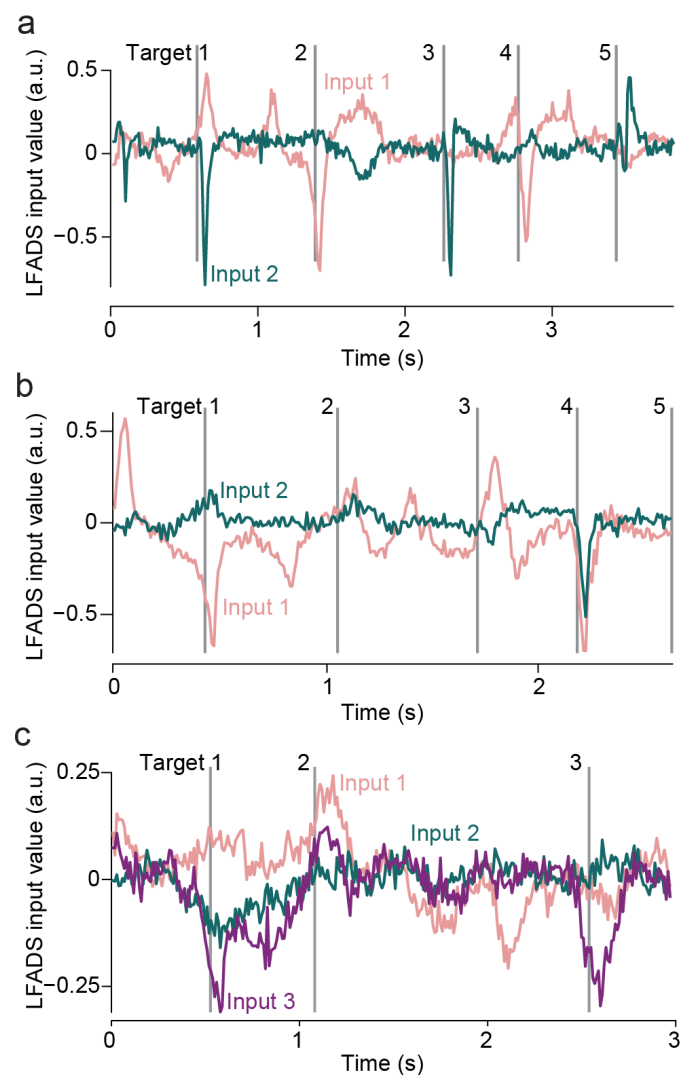 a
Target 1 2 3 4 5
LFADS input value (a.u.)
0.5
0
−0.5
Input 1
Input 2
0 1 2 3
Time (s)
b
Target 1 2 3 4 5
LFADS input value (a.u.)
0.5
0
−0.5
Input 2
Input 1
0 1 2
Time (s)
c
Target 1 2 3
LFADS input value (a.u.)
0.25
0
−0.25
Input 1
Input 2
Input 3
0 1 2 3
Time (s)